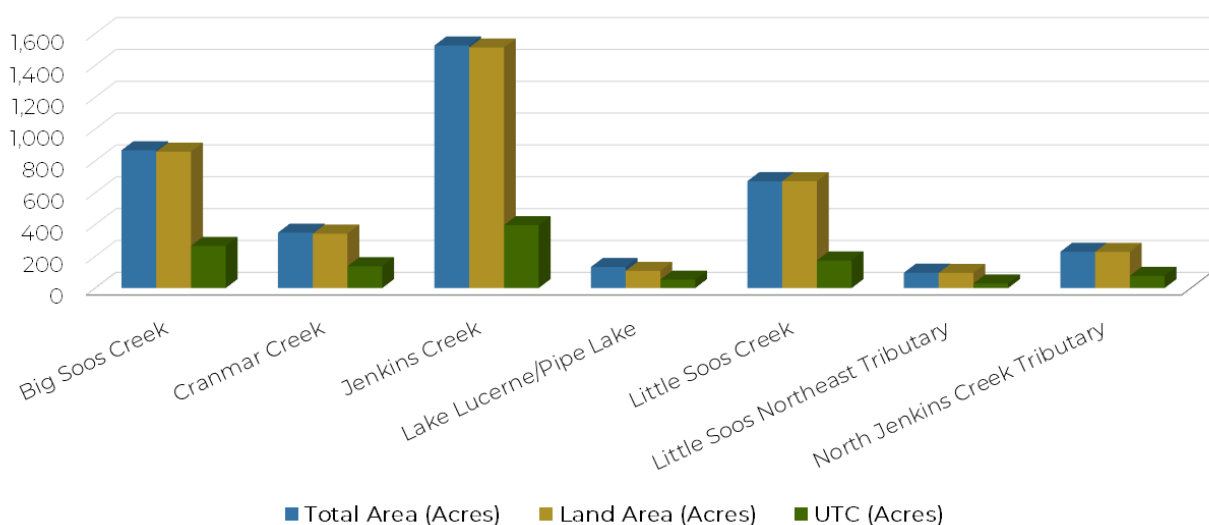 1,600
1,400
1,200
1,000
800
600
400
200
0
Big Soos Creek
Cranmar Creek
Jenkins Creek
Lake Lucerne/Pipe Lake
Little Soos Creek
Little Soos Northeast Tributary
North Jenkins Creek Tributary
Total Area (Acres) Land Area (Acres) UTC (Acres)